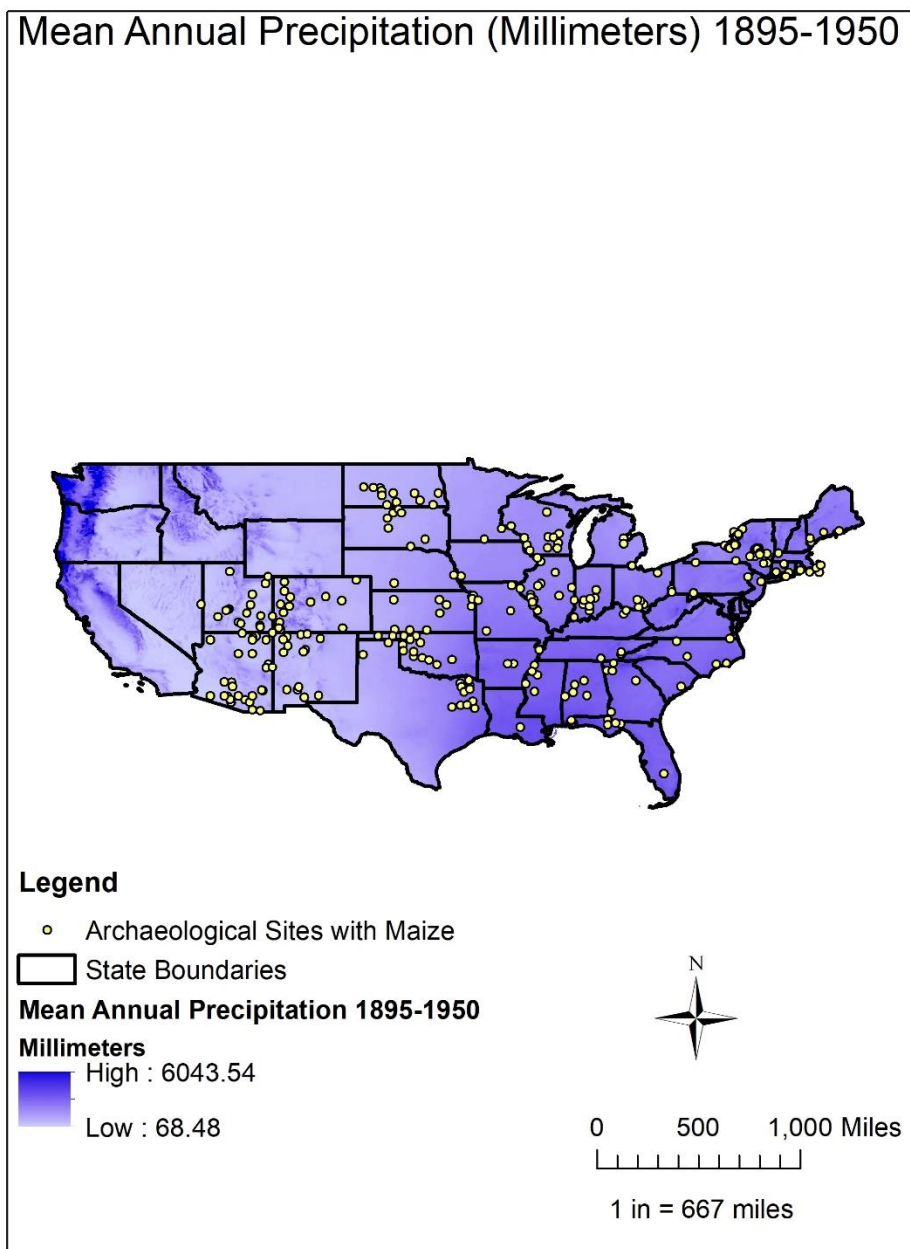 Mean Annual Precipitation (Millimeters) 1895-1950
Legend
Archaeological Sites with Maize
State Boundaries
Mean Annual Precipitation 1895-1950
Millimeters
High : 6043.54
Low : 68.48
N
0 500 1,000 Miles
1 in = 667 miles